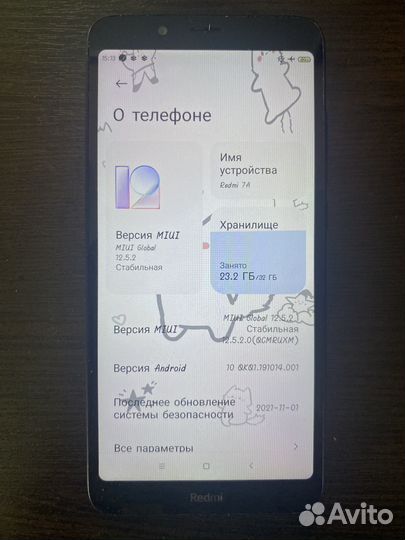 15:13
О телефоне
Имя
устройства
Redmi 7A
Версия MIUI
MIUI Global
12.5.2
Стабильная
Хранилище
Занято
23.2 ГБ/32 ГБ
Версия MIUI
MIUI Global 12.5.2
Стабильная
12.5.2.0(QCMRUXM)
Версия Android
10 QKQ1.191014.001
Последнее обновление
системы безопасности
2021-11-01
Все параметры
Redmi
Avito